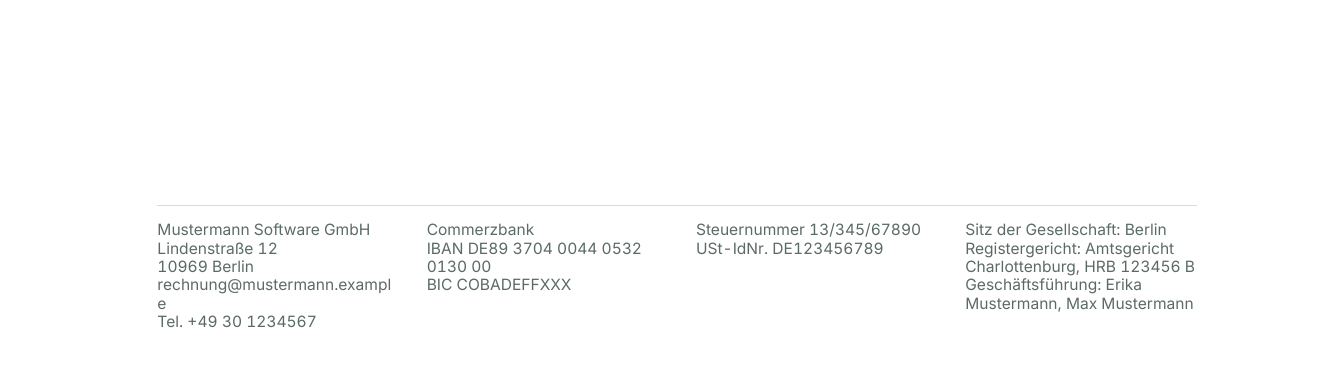 Mustermann Software GmbH
Lindenstraße 12
10969 Berlin
rechnung@mustermann.exampl
e
Tel. +49 30 1234567
Commerzbank
IBAN DE89 3704 0044 0532
0130 00
BIC COBADEFFXXX
Steuernummer 13/345/67890
USt-IdNr. DE123456789
Sitz der Gesellschaft: Berlin
Registergericht: Amtsgericht
Charlottenburg, HRB 123456 B
Geschäftsführung: Erika
Mustermann, Max Mustermann